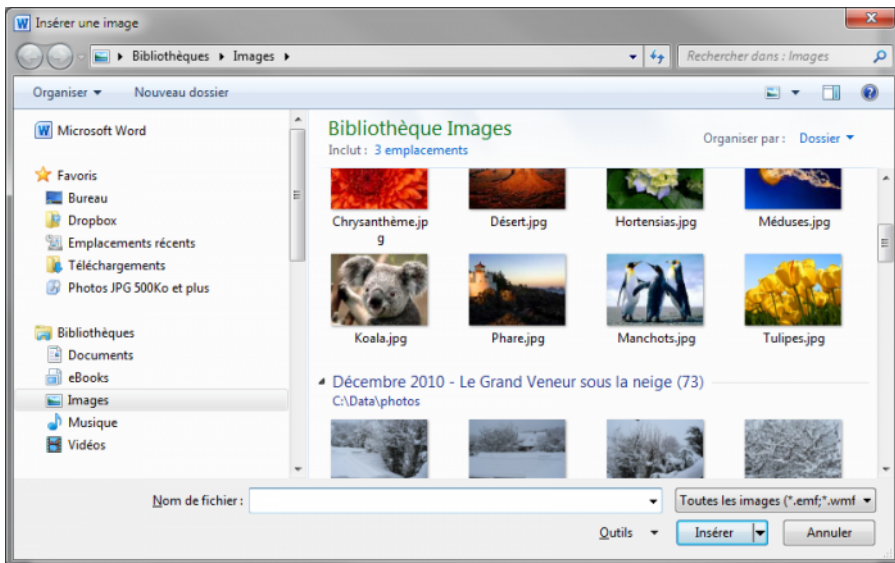 Insérer une image
Bibliothèques
Images
Rechercher dans : Images
Organiser
Nouveau dossier
Microsoft Word
Favoris
Bureau
Dropbox
Emplacements récents
Téléchargements
Photos JPG 500Ko et plus
Bibliothèques
Documents
eBooks
Images
Musique
Vidéos
Bibliothèque Images
Inclut : 3 emplacements
Organiser par : Dossier
Chrysanthème.jp
g
Désert.jpg
Hortensias.jpg
Méduses.jpg
Koala.jpg
Phare.jpg
Manchots.jpg
Tulipes.jpg
Décembre 2010 - Le Grand Veneur sous la neige (73)
C:\Data\photos
Nom de fichier :
Toutes les images (*.emf;*.wmf
Outils
Insérer
Annuler